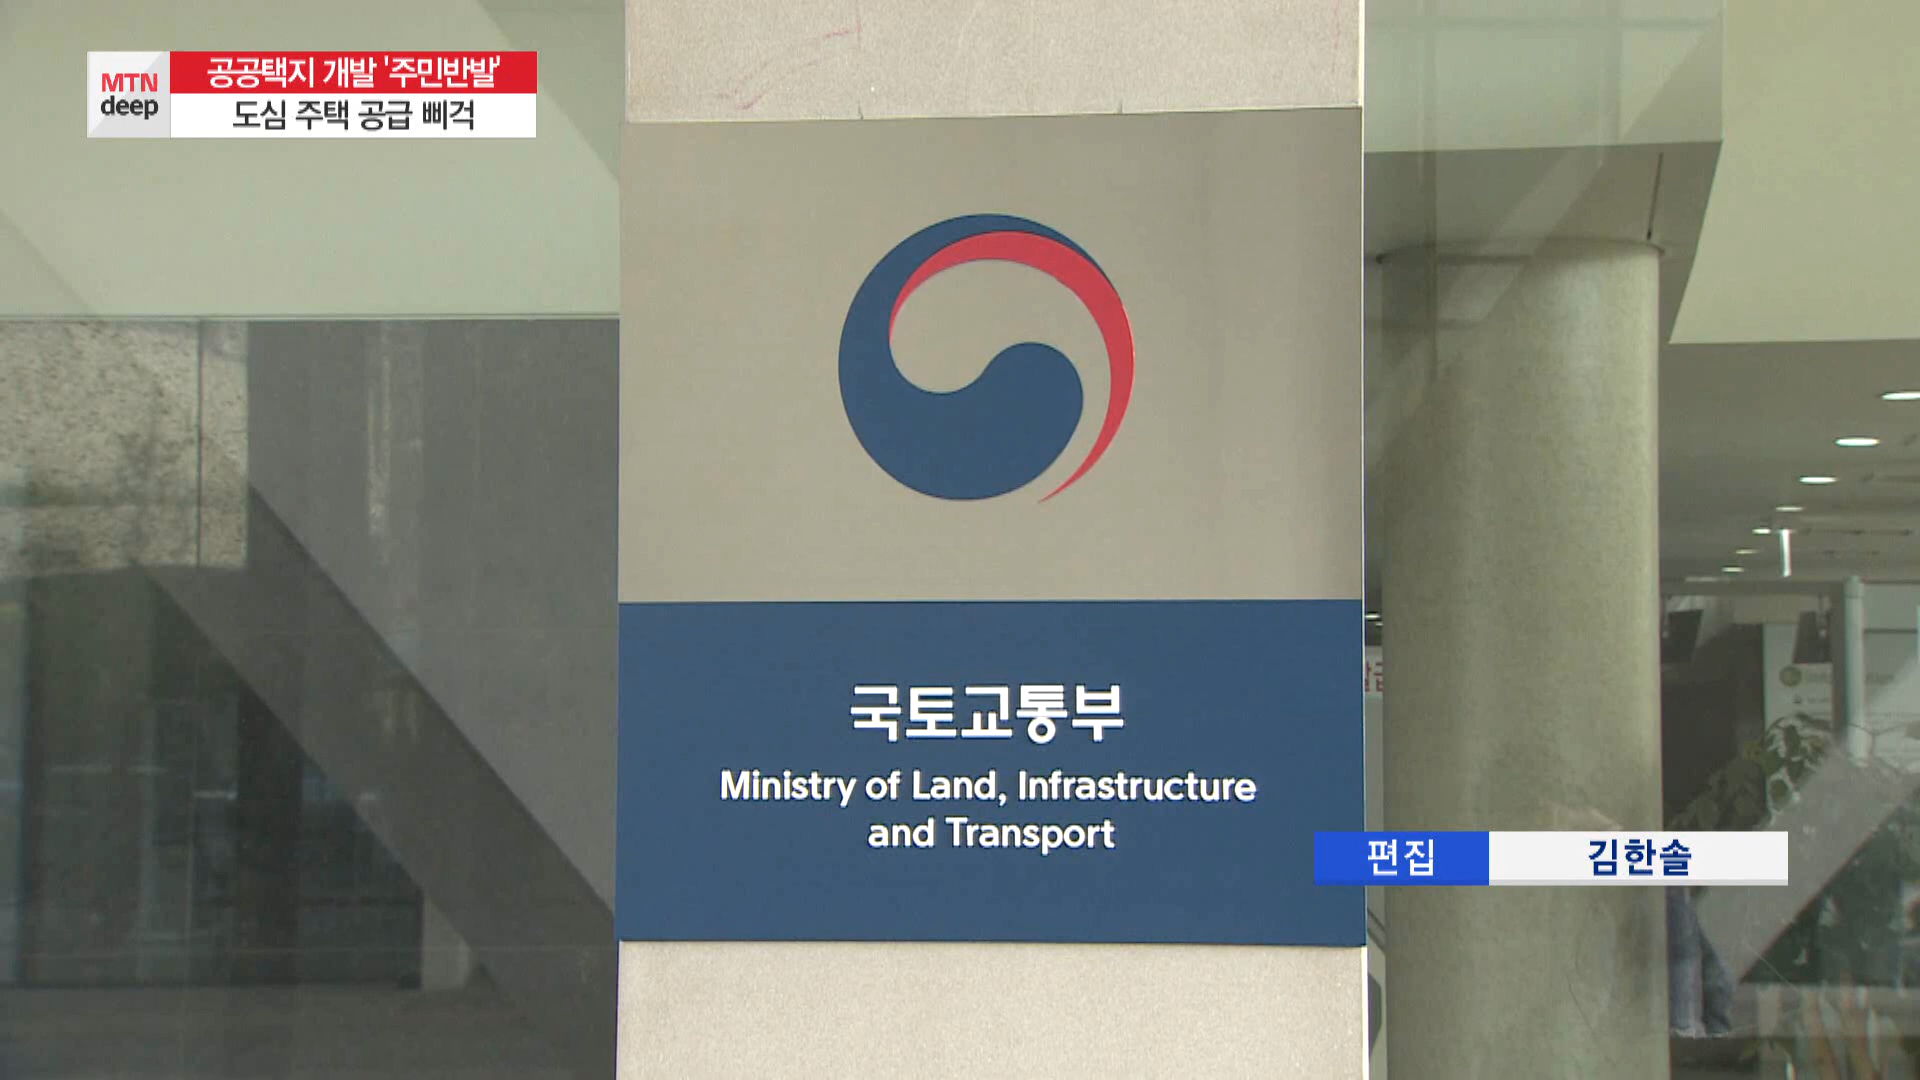 MTN
deep
공공택지 개발 '주민반발'
도심 주택 공급 삐걱
국토교통부
Ministry of Land, Infrastructure
and Transport
편집 김한솔